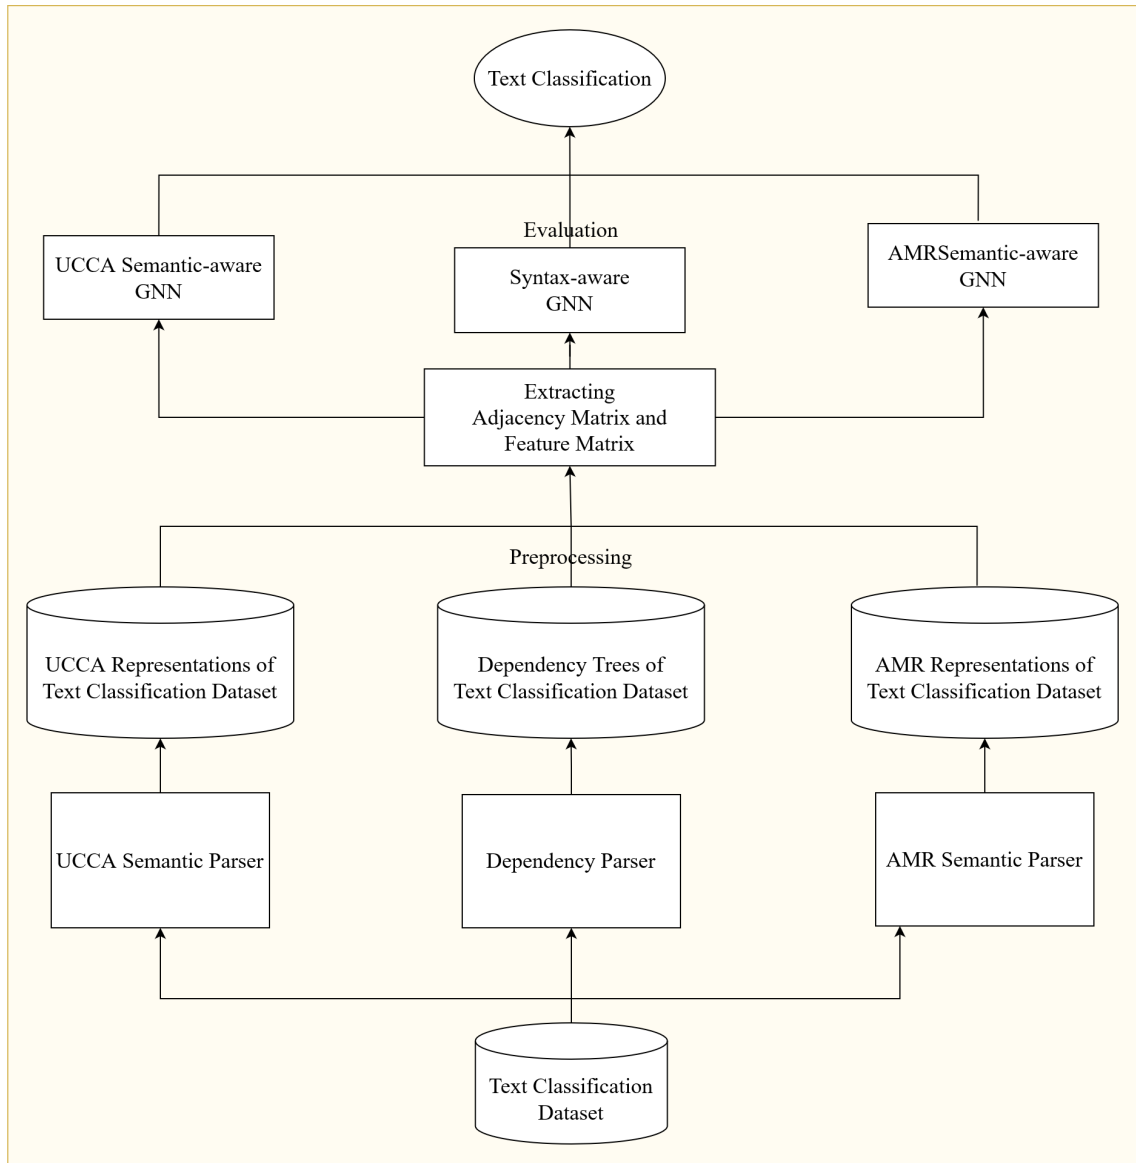 Text Classification
Evaluation
UCCA Semantic-aware
GNN
Syntax-aware
GNN
AMRSemantic-aware
GNN
Extracting
Adjacency Matrix and
Feature Matrix
Preprocessing
UCCA Representations of
Text Classification Dataset
Dependency Trees of
Text Classification Dataset
AMR Representations of
Text Classification Dataset
UCCA Semantic Parser
Dependency Parser
AMR Semantic Parser
Text Classification
Dataset